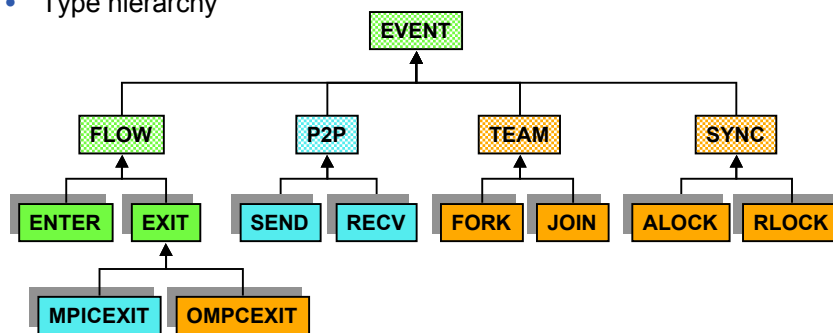 • Type hierarchy
EVENT
FLOW P2P TEAM SYNC
ENTER EXIT SEND RECV FORK JOIN ALOCK RLOCK
MPICEXIT OMPCEXIT